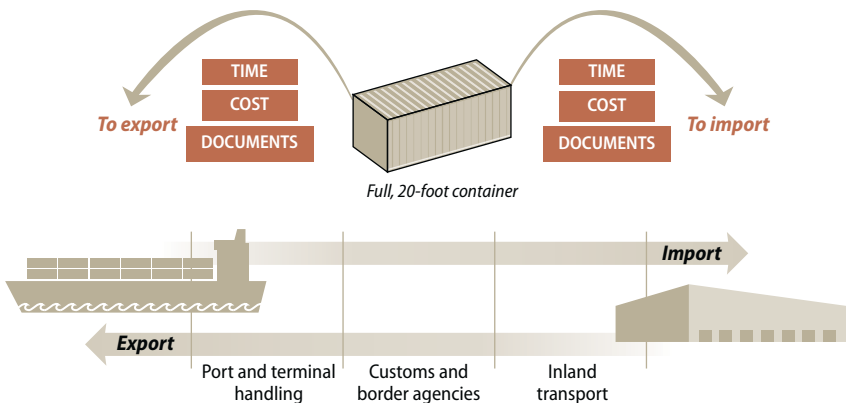 TIME
COST
DOCUMENTS
To export
TIME
COST
DOCUMENTS
To import
Full, 20-foot container
Import
Export
Port and terminal
handling
Customs and
border agencies
Inland
transport